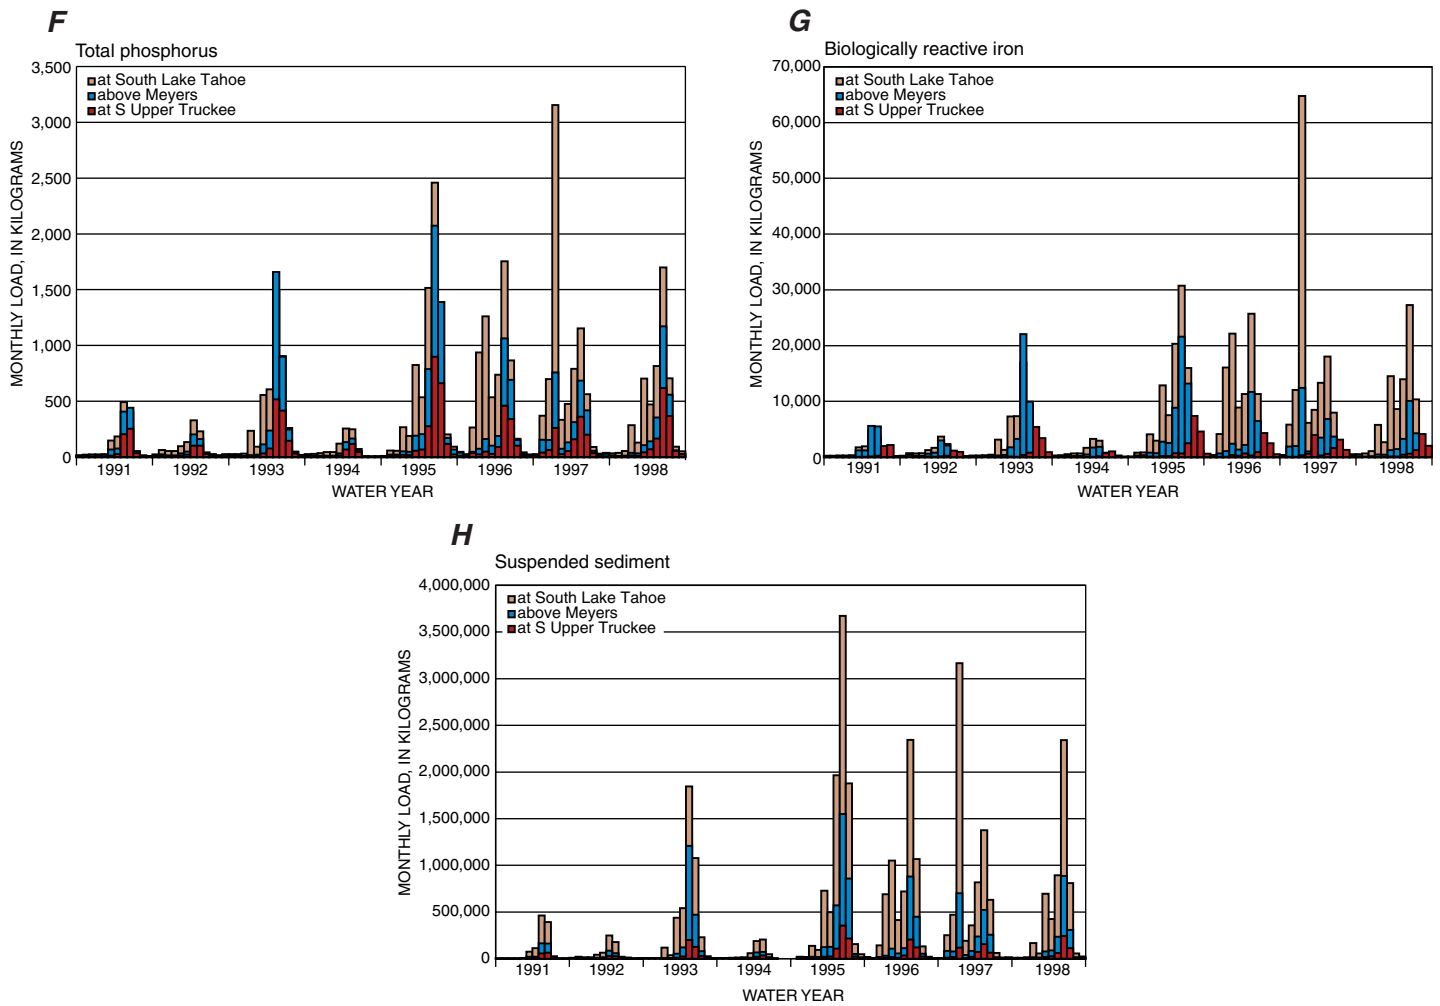 F
Total phosphorus
3,500
3,000
2,500
2,000
1,500
1,000
500
0
MONTHLY LOAD, IN KILOGRAMS
at South Lake Tahoe
above Meyers
at S Upper Truckee
1991 1992 1993 1994 1995 1996 1997 1998
WATER YEAR
G
Biologically reactive iron
70,000
60,000
50,000
40,000
30,000
20,000
10,000
0
MONTHLY LOAD, IN KILOGRAMS
at South Lake Tahoe
above Meyers
at S Upper Truckee
1991 1992 1993 1994 1995 1996 1997 1998
WATER YEAR
H
Suspended sediment
4,000,000
3,500,000
3,000,000
2,500,000
2,000,000
1,500,000
1,000,000
500,000
0
MONTHLY LOAD, IN KILOGRAMS
at South Lake Tahoe
above Meyers
at S Upper Truckee
1991 1992 1993 1994 1995 1996 1997 1998
WATER YEAR